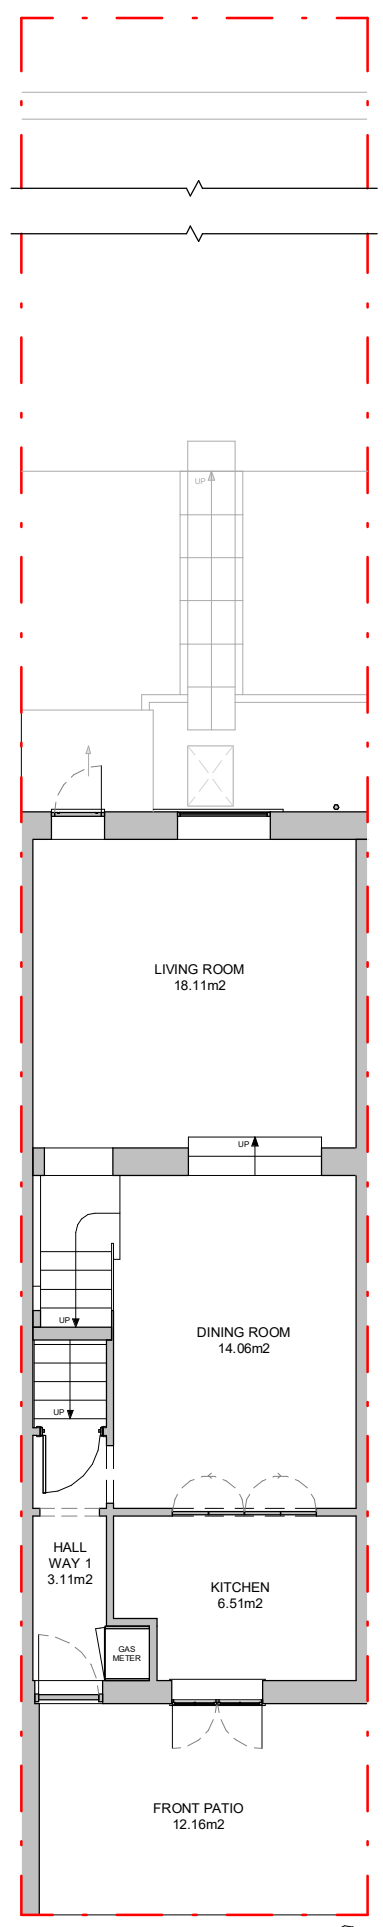 UP
LIVING ROOM
18.11m2
UP
DINING ROOM
14.06m2
UP
UP
HALL
WAY 1
3.11m2
KITCHEN
6.51m2
GAS
METER
FRONT PATIO
12.16m2